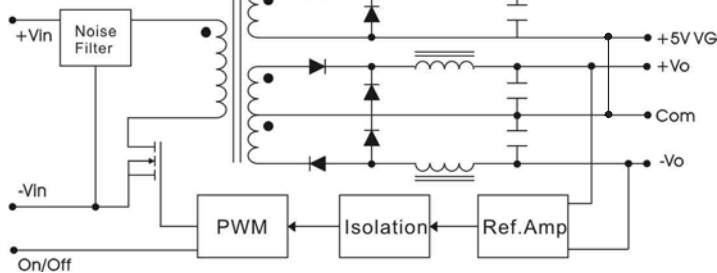 +5V VG
+Vin
Noise
Filter
+Vo
Com
-Vo
-Vin
PWM
Isolation
Ref.Amp
On/Off